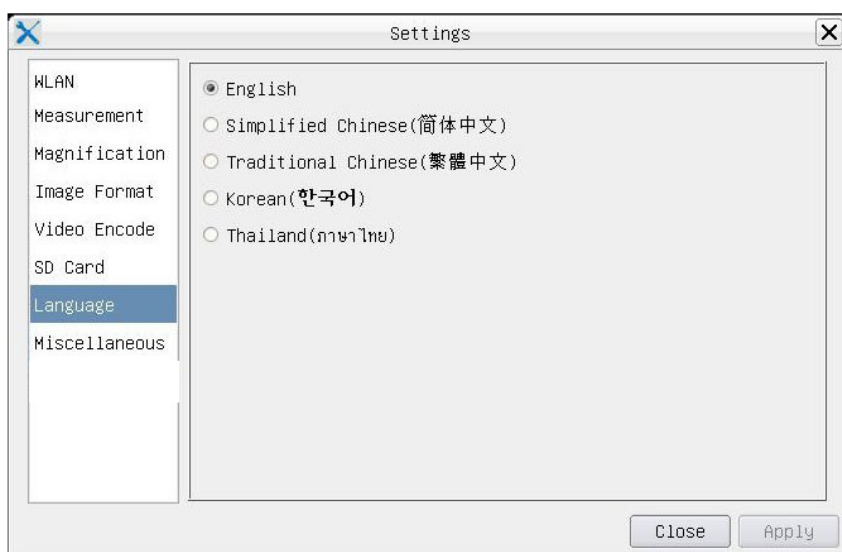 Settings
WLAN
Measurement
Magnification
Image Format
Video Encode
SD Card
Language
Miscellaneous
English
Simplified Chinese(简体中文)
Traditional Chinese(繁體中文)
Korean(한국어)
Thailand(ภาษาไทย)
Close
Apply